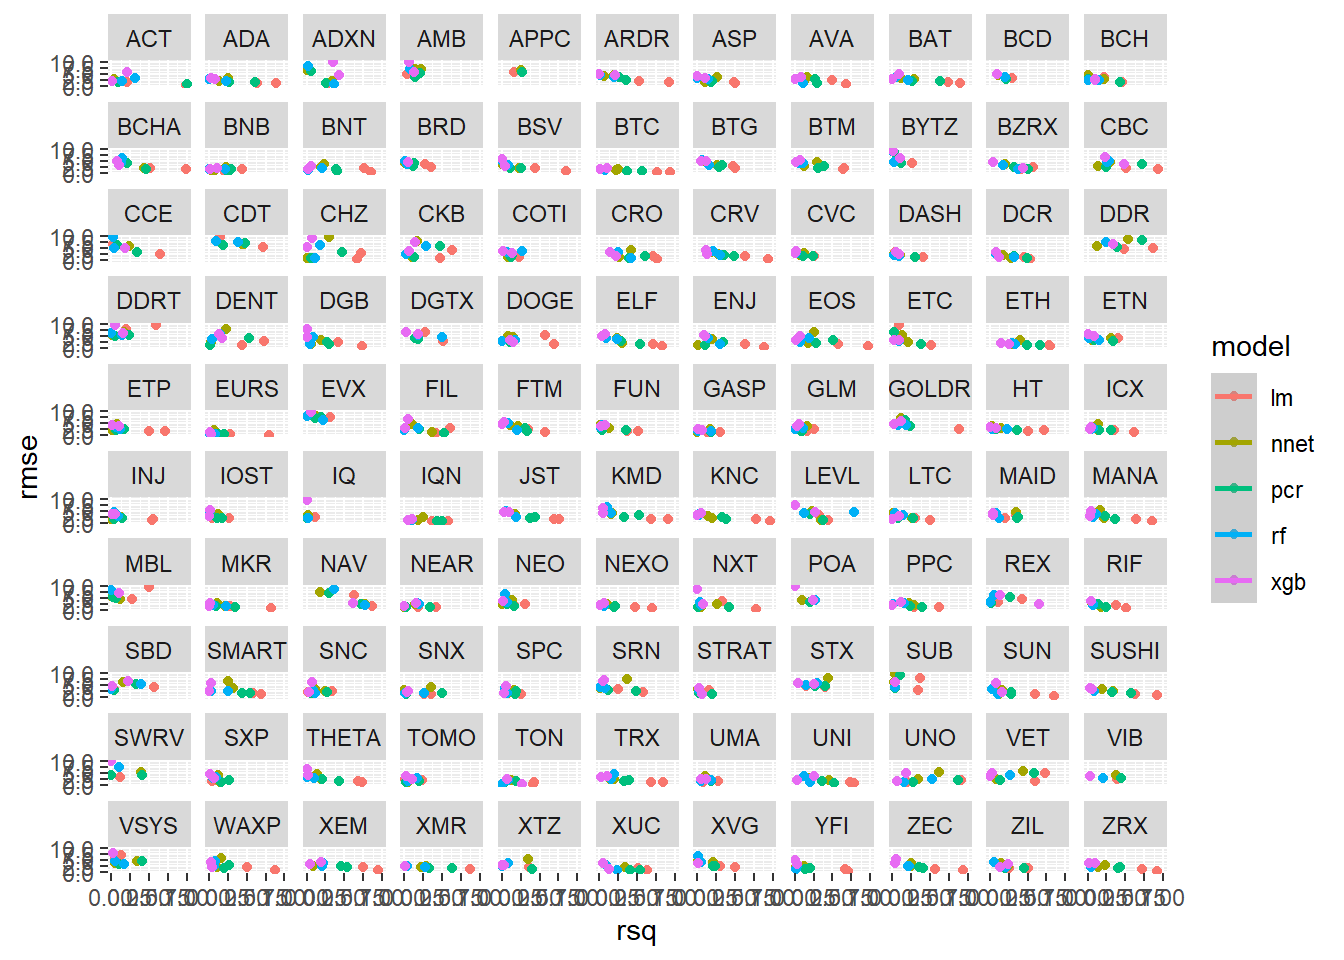 ACT ADA ADXN AMB APPC ARDR ASP AVA BAT BCD BCH
BCHA BNB BNT BRD BSV BTC BTG BTM BYTZ BZRX CBC
CCE CDT CHZ CKB COTI CRO CRV CVC DASH DCR DDR
DDRT DENT DGB DGTX DOGE ELF ENJ EOS ETC ETH ETN
ETP EURS EVX FIL FTM FUN GASP GLM GOLDR HT ICX
INJ IOST IQ IQN JST KMD KNC LEVL LTC MAID MANA
MBL MKR NAV NEAR NEO NEXO NXT POA PPC REX RIF
SBD SMART SNC SNX SPC SRN STRAT STX SUB SUN SUSHI
SWRV SXP THETA TOMO TON TRX UMA UNI UNO VET VIB
VSYS WAXP XEM XMR XTZ XUC XVG YFI ZEC ZIL ZRX
rsq
rmse
model
lm
nnet
pcr
rf
xgb